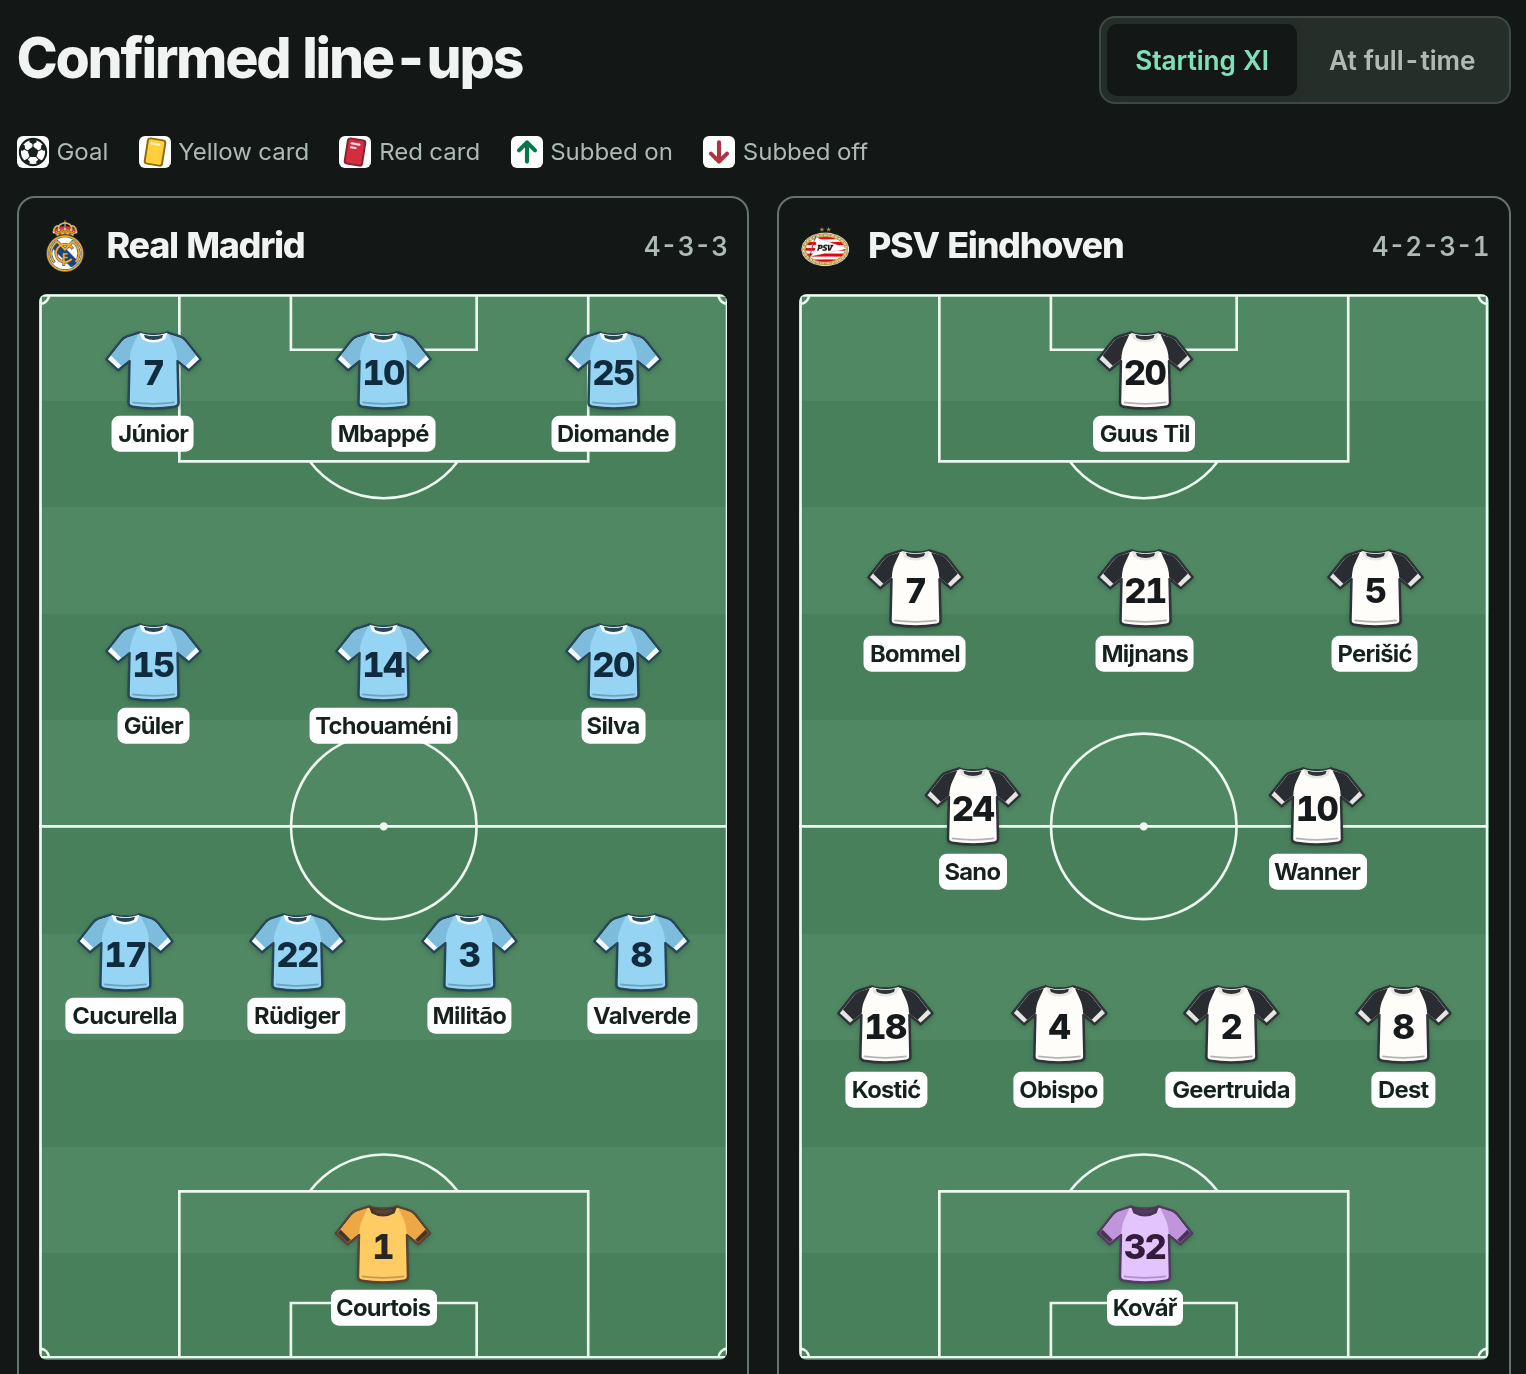 Confirmed line-ups
Starting XI
At full-time
Goal
Yellow card
Red card
Subbed on
Subbed off
Real Madrid
4-3-3
7
10
25
Júnior
Mbappé
Diomande
15
14
20
Güler
Tchouaméni
Silva
17
22
3
8
Cucurella
Rüdiger
Militão
Valverde
1
Courtois
PSV
PSV Eindhoven
4-2-3-1
20
Guus Til
7
21
5
Bommel
Mijnans
Perišić
24
10
Sano
Wanner
18
4
2
8
Kostić
Obispo
Geertruida
Dest
32
Kovář